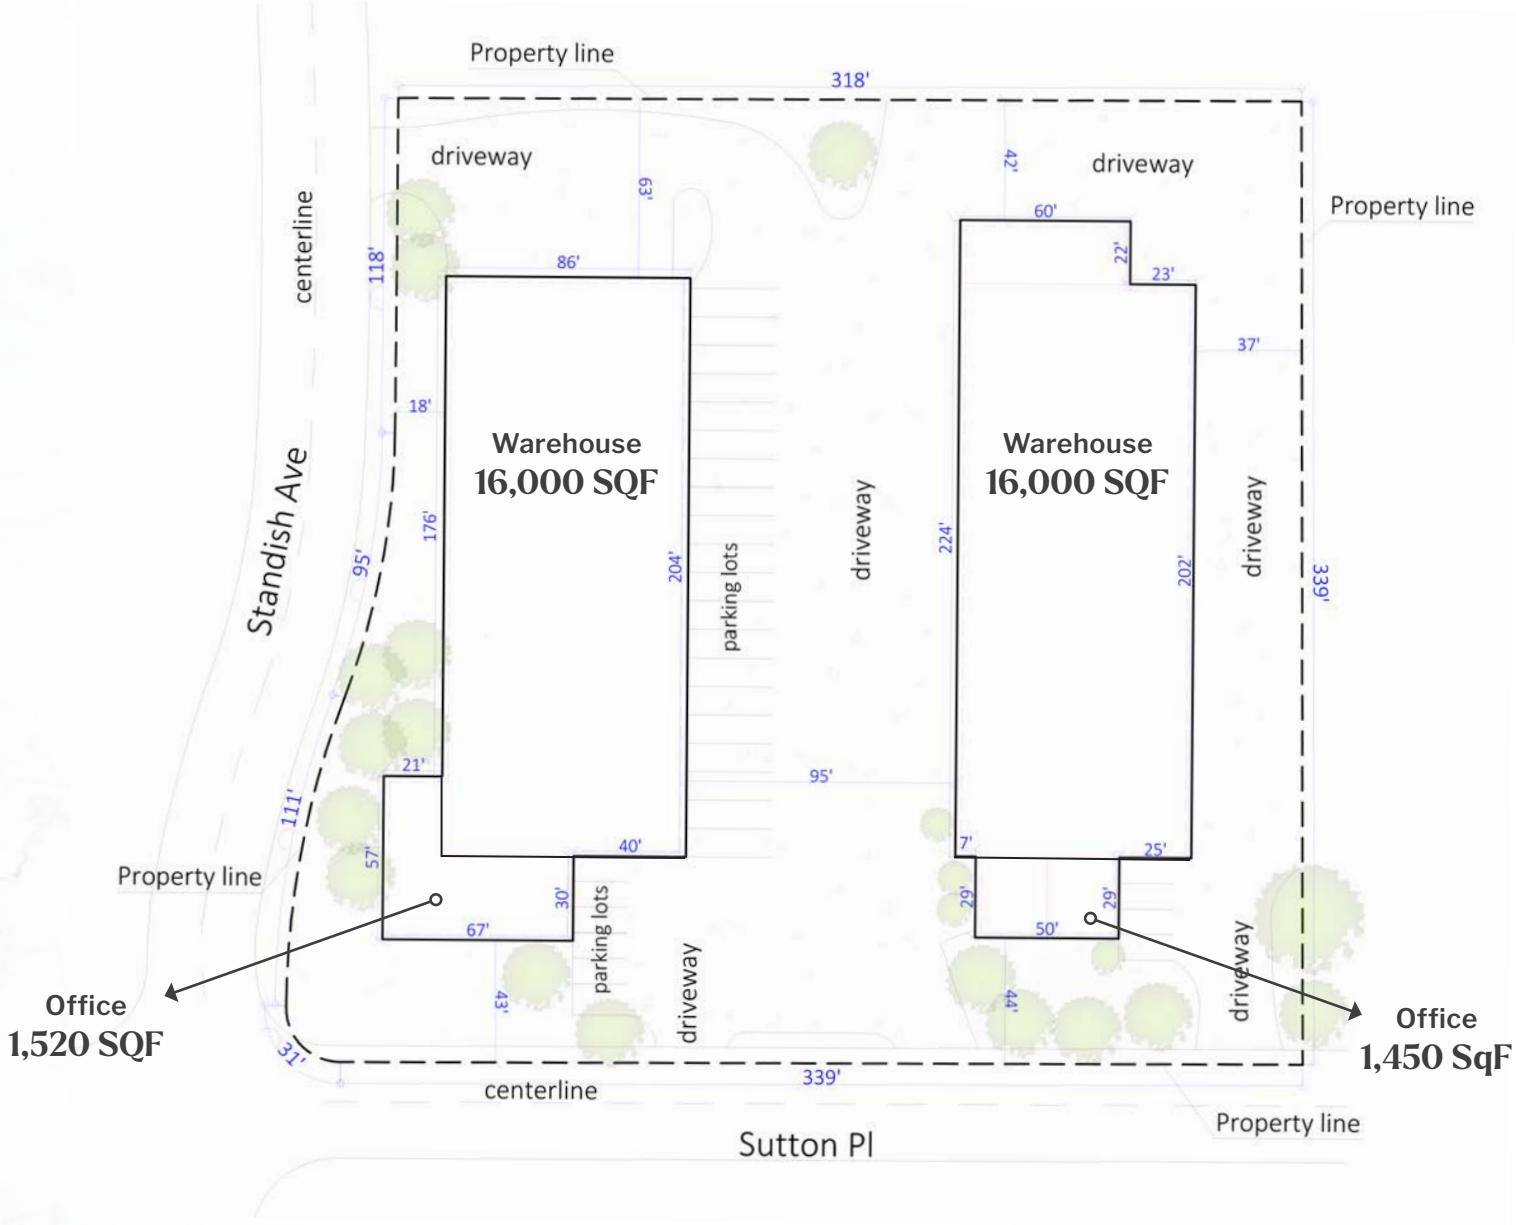 Property line
318'
driveway
63'
42'
driveway
centerline
Property line
60'
22'
118'
86'
23'
37'
18'
Warehouse
16,000 SQF
Warehouse
16,000 SQF
Standish Ave
176'
driveway
224'
driveway
95'
204'
parking lots
202'
339'
21'
95'
111'
57'
40'
7'
25'
Property line
30'
parking lots
29'
29'
67'
50'
driveway
driveway
43'
44'
Office
1,520 SQF
Office
1,450 SqF
31'
339'
centerline
Property line
Sutton Pl